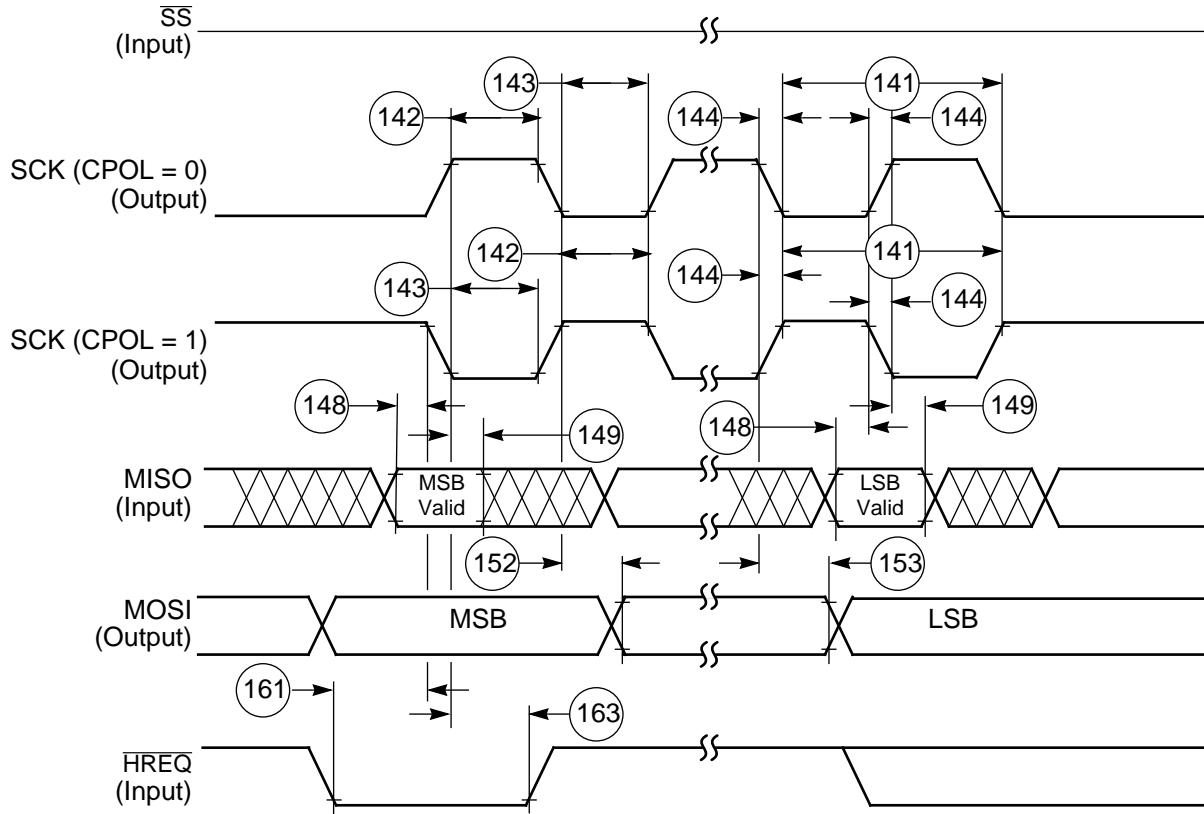 SS
(Input)
143
141
142
144
144
SCK (CPOL = 0)
(Output)
142
141
143
144
144
SCK (CPOL = 1)
(Output)
148
149
148
149
MISO
(Input)
MSB
Valid
LSB
Valid
152
153
MOSI
(Output)
MSB
LSB
161
163
HREQ
(Input)